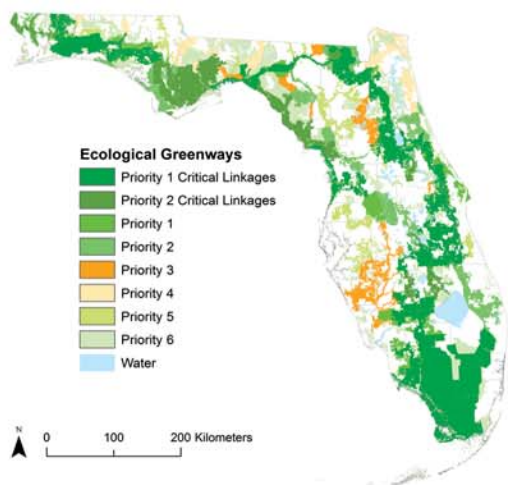 Ecological Greenways
Priority 1 Critical Linkages
Priority 2 Critical Linkages
Priority 1
Priority 2
Priority 3
Priority 4
Priority 5
Priority 6
Water
N
0 100 200 Kilometers